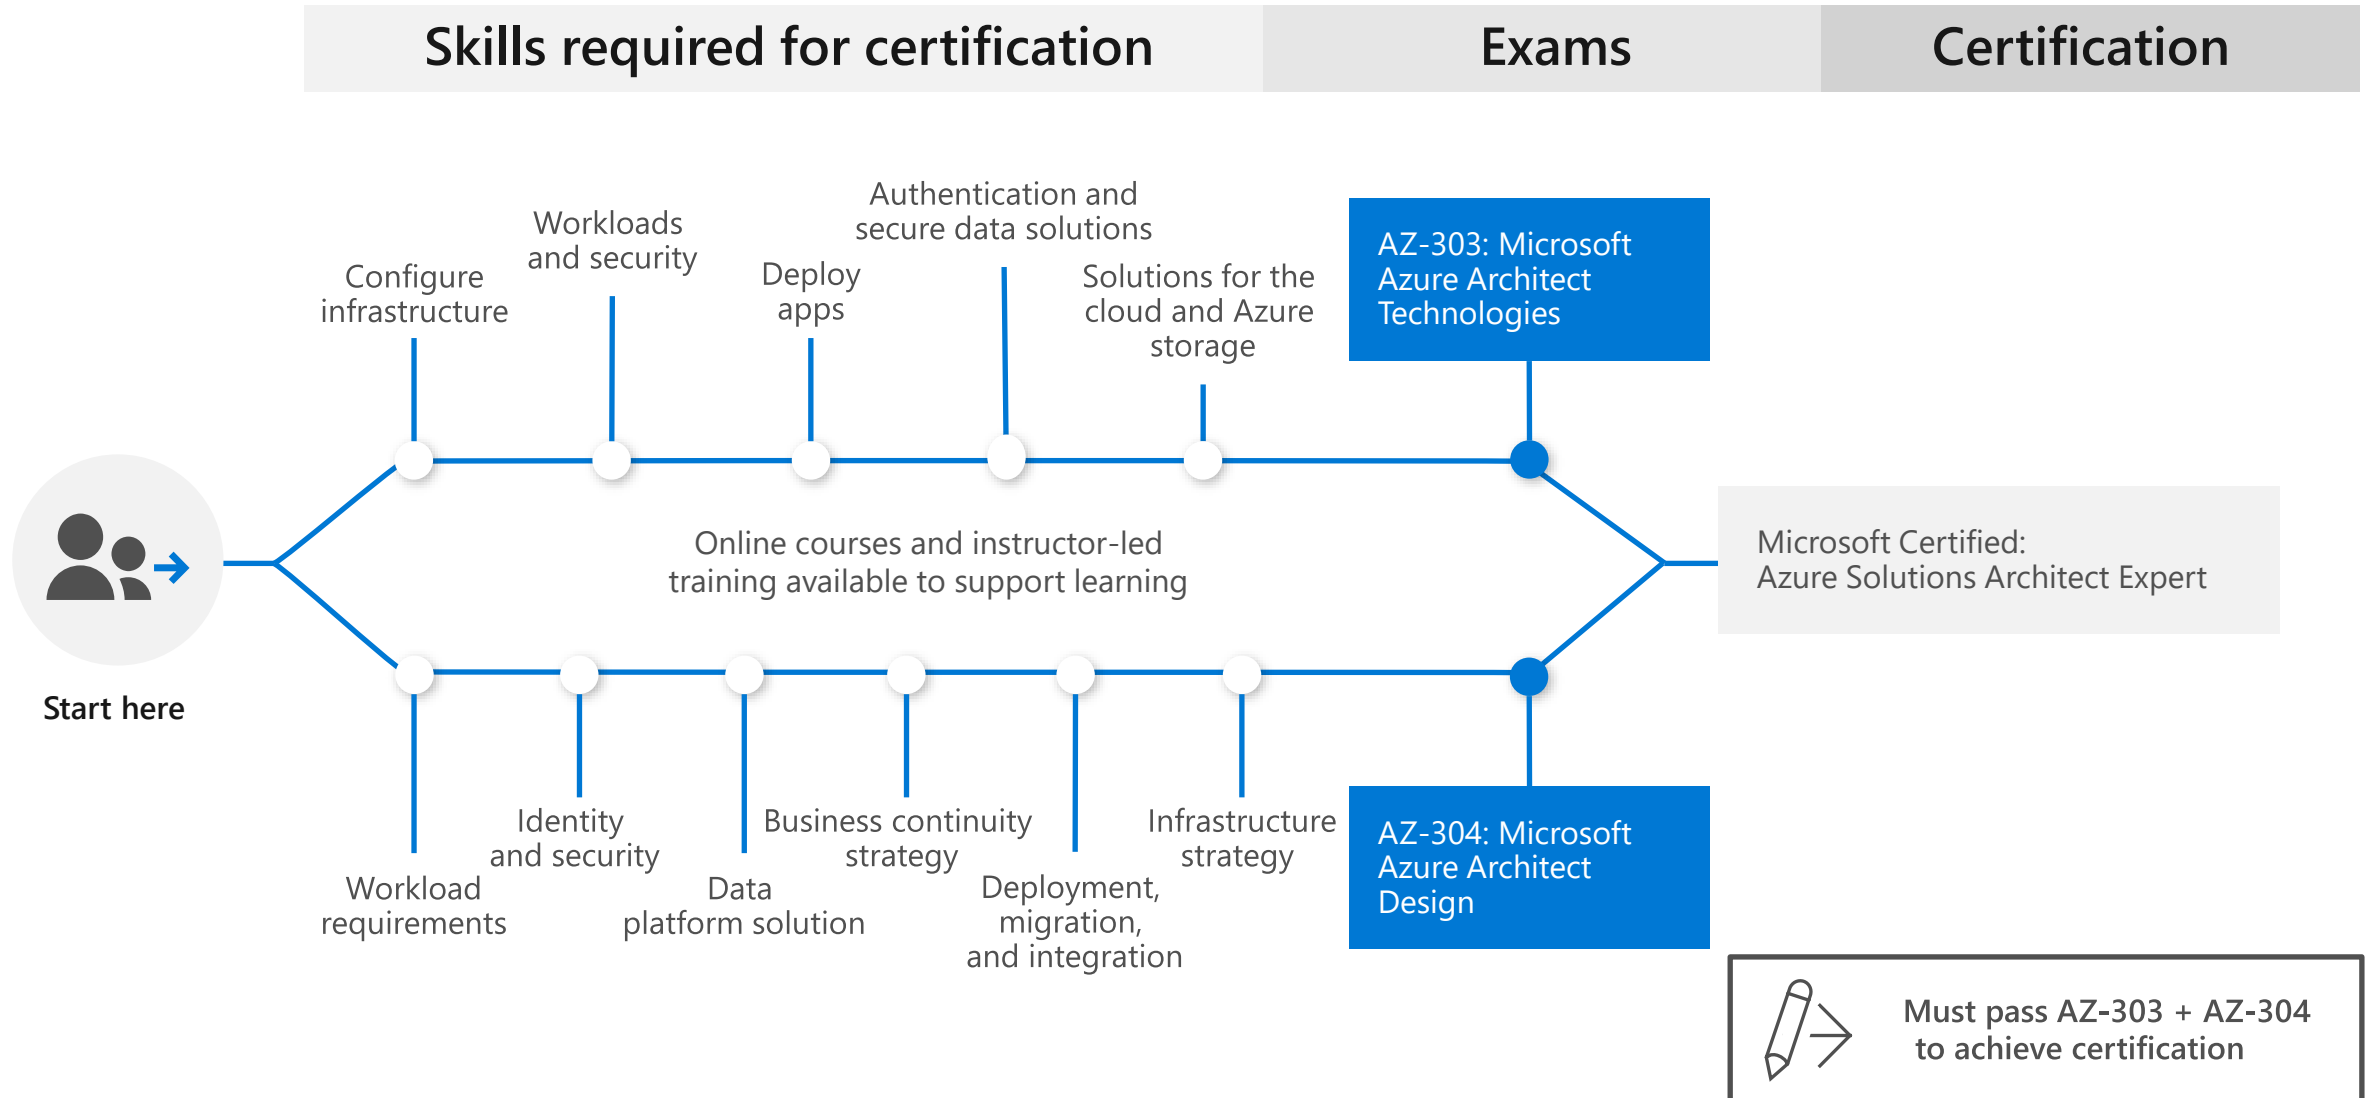 Skills required for certification
Exams
Certification
Configure
infrastructure
Workloads
and security
Deploy
apps
Authentication and
secure data solutions
Solutions for the
cloud and Azure
storage
AZ-303: Microsoft
Azure Architect
Technologies
Start here
Online courses and instructor-led
training available to support learning
Microsoft Certified:
Azure Solutions Architect Expert
Workload
requirements
Identity
and security
Data
platform solution
Business continuity
strategy
Deployment,
migration,
and integration
Infrastructure
strategy
AZ-304: Microsoft
Azure Architect
Design
Must pass AZ-303 + AZ-304
to achieve certification